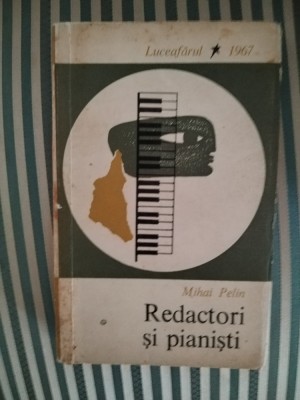 Luceafărul ★ 1967
Mihai Pelin
Redactori
și pianiști